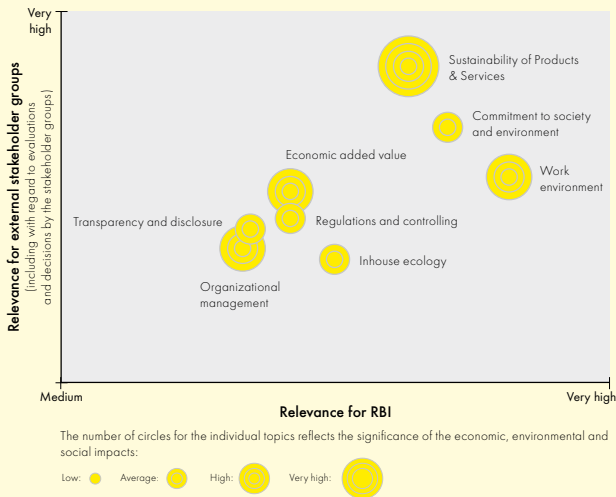 Very
high
Relevance for external stakeholder groups
(including with regard to evaluations
and decisions by the stakeholder groups)
Sustainability of Products
& Services
Commitment to society
and environment
Economic added value
Work
environment
Transparency and disclosure
Regulations and controlling
Inhouse ecology
Organizational
management
Medium
Very high
Relevance for RBI
The number of circles for the individual topics reflects the significance of the economic, environmental and
social impacts:
Low:
Average:
High:
Very high: